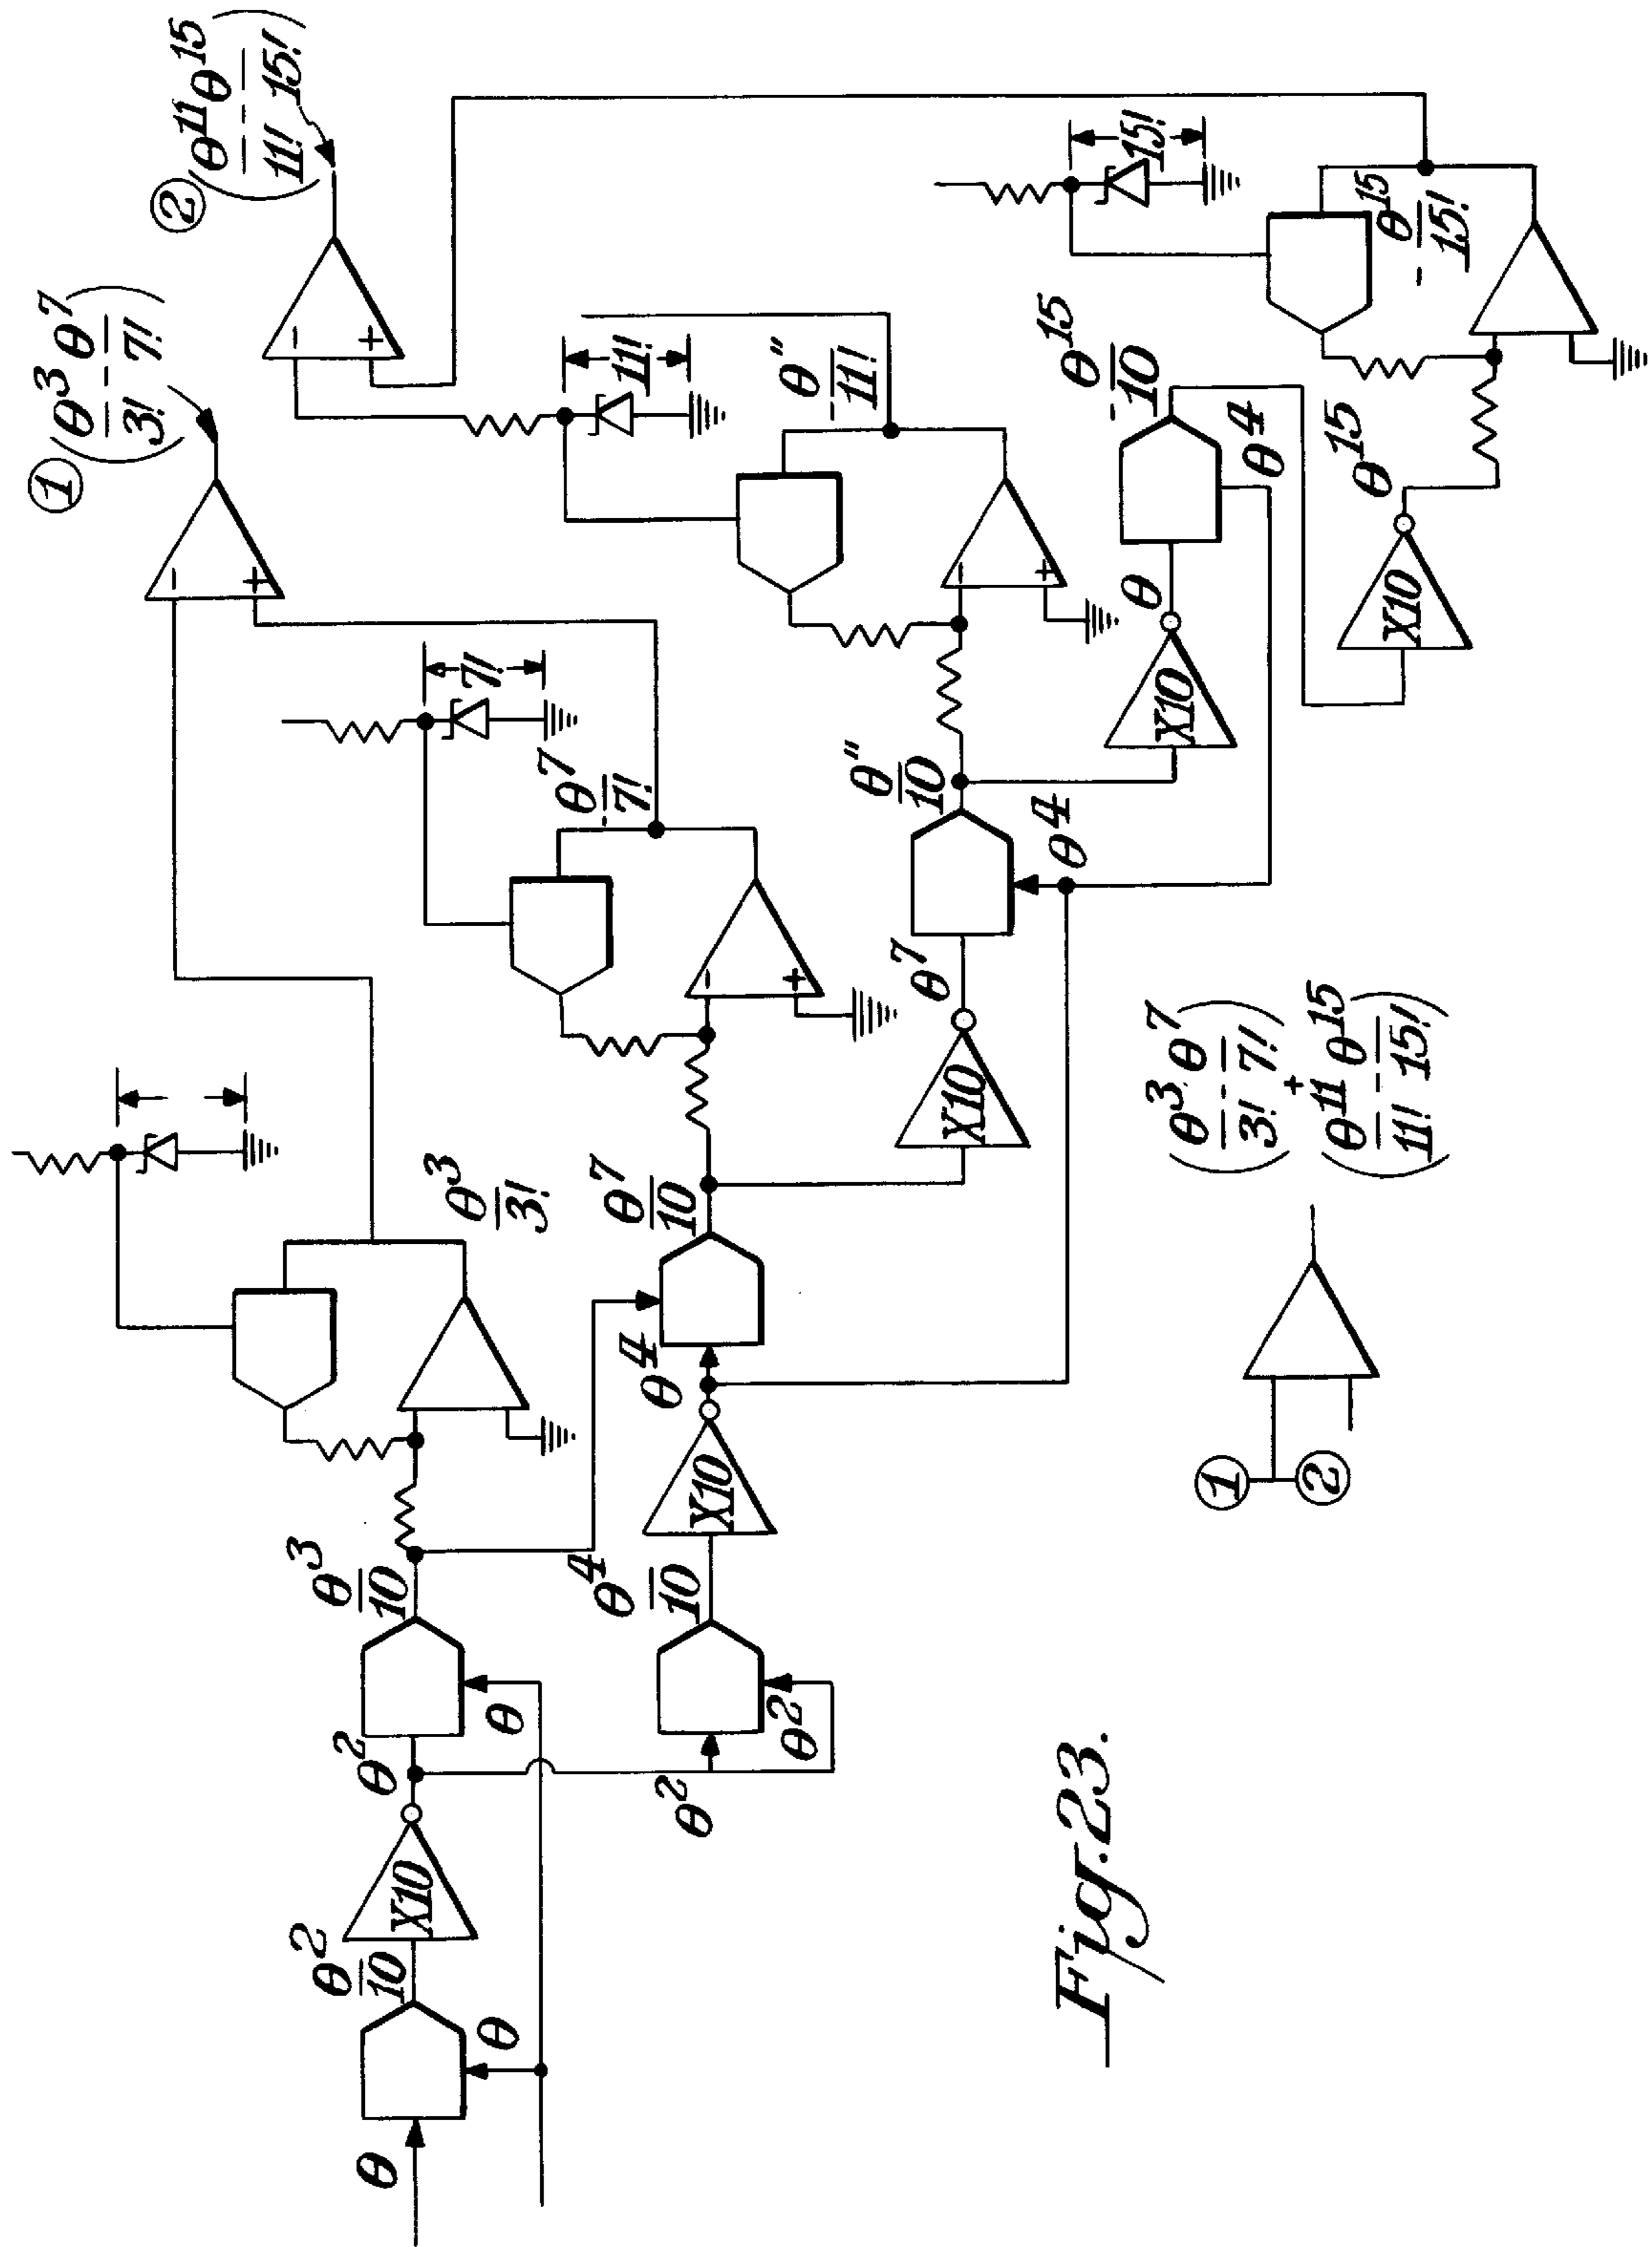 ① (θ³/3! - θ⁷/7!)
② (θ¹¹/11! - θ¹⁵/15!)
θ
θ
θ²/10
X10
θ²
θ
θ³/10
θ³/3!
-
+
θ²
θ²
θ⁴/10
X10
θ⁴
θ⁷/10
-
+
-θ⁷/7!
7!
X10
θ⁷
θ⁴
θ"/10
-
+
-θ"/11!
11!
-
+
X10
θ
θ⁴
-θ¹⁵/10
X10
θ¹⁵
-θ¹⁵/15!
15!
①
②
(θ³/3! - θ⁷/7!)
+
(θ¹¹/11! - θ¹⁵/15!)
Fig. 23.